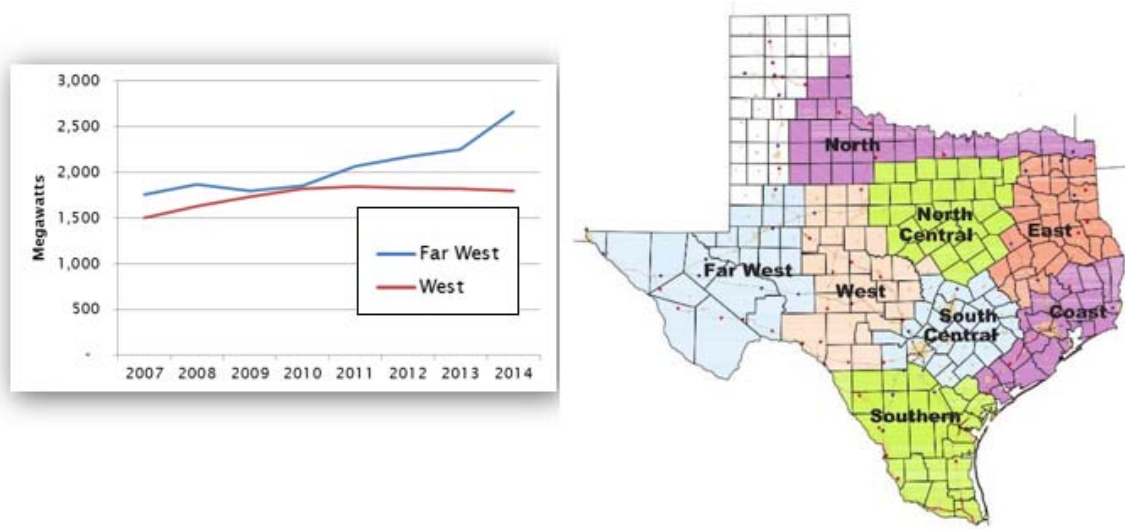 3,000
2,500
2,000
1,500
1,000
500
-
Megawatts
2007 2008 2009 2010 2011 2012 2013 2014
Far West
West
North
North
Central
East
Far West
West
South
Central
Coast
Southern